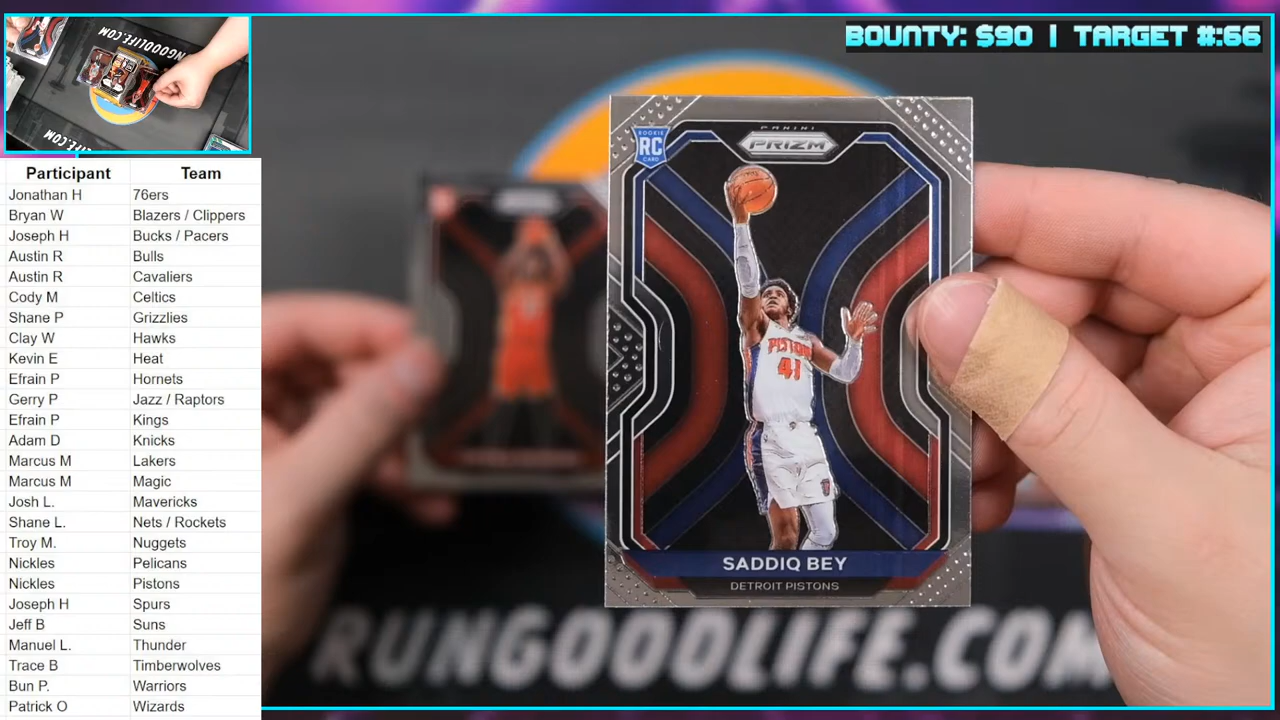 BOUNTY: $90 | TARGET #:66
RUNGOODLIFE.COM
Participant Team
Jonathan H 76ers
Bryan W Blazers / Clippers
Joseph H Bucks / Pacers
Austin R Bulls
Austin R Cavaliers
Cody M Celtics
Shane P Grizzlies
Clay W Hawks
Kevin E Heat
Efrain P Hornets
Gerry P Jazz / Raptors
Efrain P Kings
Adam D Knicks
Marcus M Lakers
Marcus M Magic
Josh L. Mavericks
Shane L. Nets / Rockets
Troy M. Nuggets
Nickles Pelicans
Nickles Pistons
Joseph H Spurs
Jeff B Suns
Manuel L. Thunder
Trace B Timberwolves
Bun P. Warriors
Patrick O Wizards
ROOKIE
RC
CARD
PANINI
PRIZM
PISTONS
41
SADDIQ BEY
DETROIT PISTONS
RUNGOODLIFE.COM